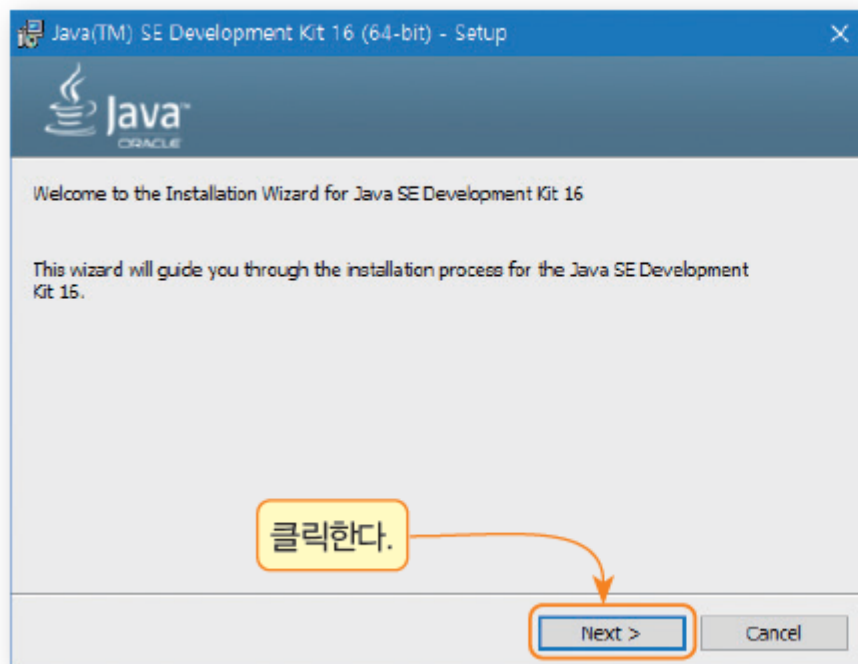 Java(TM) SE Development Kit 16 (64-bit) - Setup
Java™
ORACLE
Welcome to the Installation Wizard for Java SE Development Kit 16
This wizard will guide you through the installation process for the Java SE Development
Kit 16.
클릭한다.
Next >
Cancel